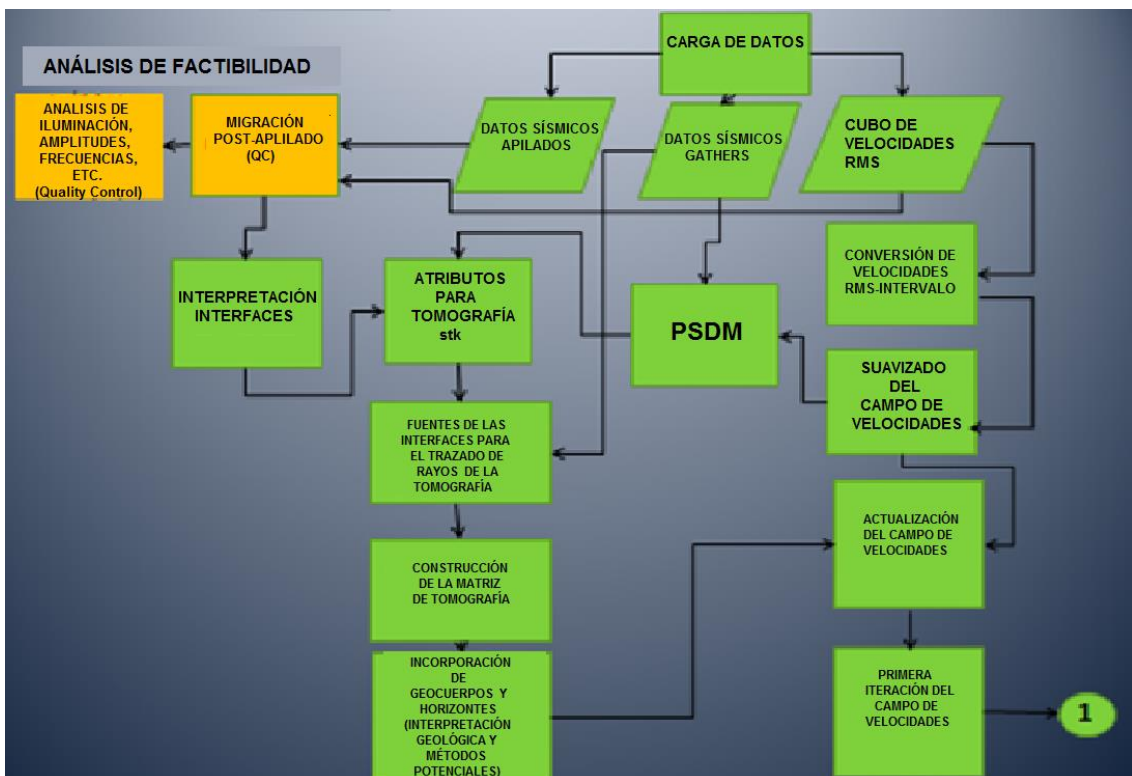 CARGA DE DATOS
ANÁLISIS DE FACTIBILIDAD
ANALISIS DE
ILUMINACIÓN,
AMPLITUDES,
FRECUENCIAS,
ETC.
(Quality Control)
MIGRACIÓN
POST-APLILADO
(QC)
DATOS SÍSMICOS
APILADOS
DATOS SÍSMICOS
GATHERS
CUBO DE
VELOCIDADES
RMS
INTERPRETACIÓN
INTERFACES
ATRIBUTOS
PARA
TOMOGRAFÍA
stk
PSDM
CONVERSIÓN DE
VELOCIDADES
RMS-INTERVALO
SUAVIZADO
DEL
CAMPO DE
VELOCIDADES
FUENTES DE LAS
INTERFACES PARA
EL TRAZADO DE
RAYOS DE LA
TOMOGRAFÍA
ACTUALIZACIÓN
DEL CAMPO DE
VELOCIDADES
CONSTRUCCIÓN
DE LA MATRIZ
DE TOMOGRAFÍA
INCORPORACIÓN
DE
GEOCUERPOS Y
HORIZONTES
(INTERPRETACIÓN
GEOLÓGICA Y
MÉTODOS
POTENCIALES)
PRIMERA
ITERACIÓN DEL
CAMPO DE
VELOCIDADES
1